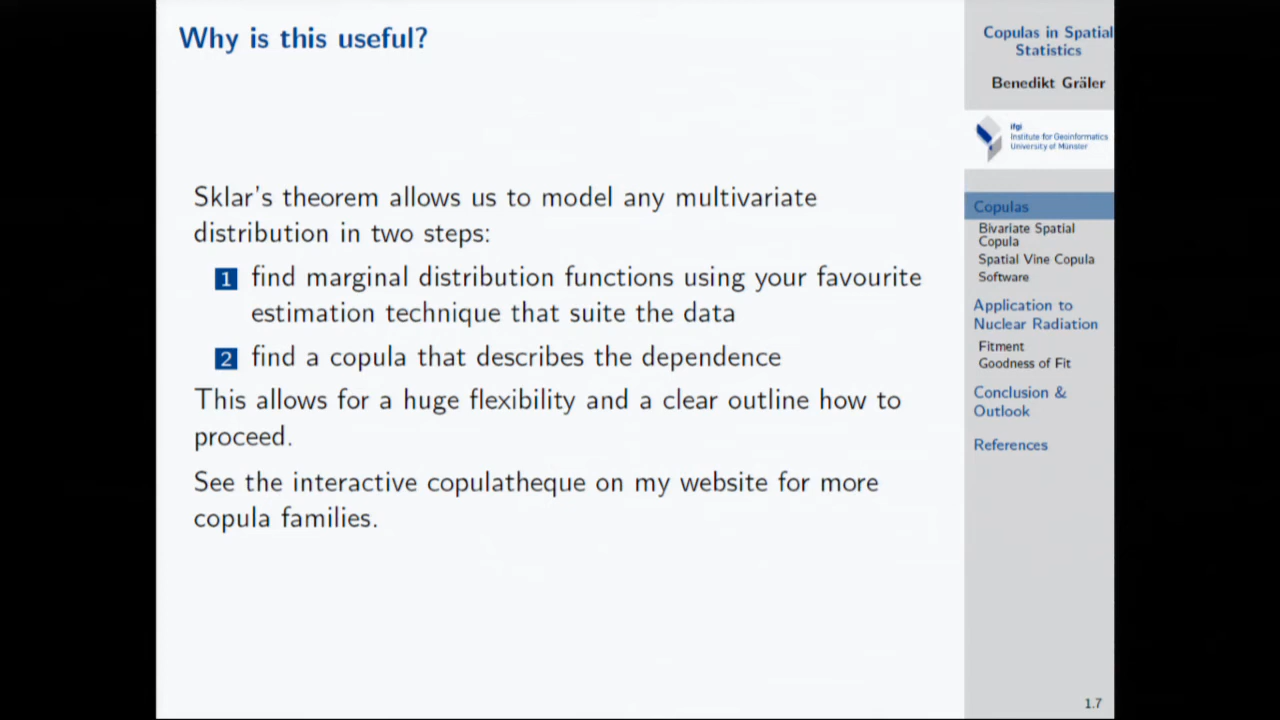 Why is this useful?
Sklar's theorem allows us to model any multivariate
distribution in two steps:
1 find marginal distribution functions using your favourite
estimation technique that suite the data
2 find a copula that describes the dependence
This allows for a huge flexibility and a clear outline how to
proceed.
See the interactive copulatheque on my website for more
copula families.
Copulas in Spatial
Statistics
Benedikt Gräler
ifgi
Institute for Geoinformatics
University of Münster
Copulas
Bivariate Spatial
Copula
Spatial Vine Copula
Software
Application to
Nuclear Radiation
Fitment
Goodness of Fit
Conclusion &
Outlook
References
1.7